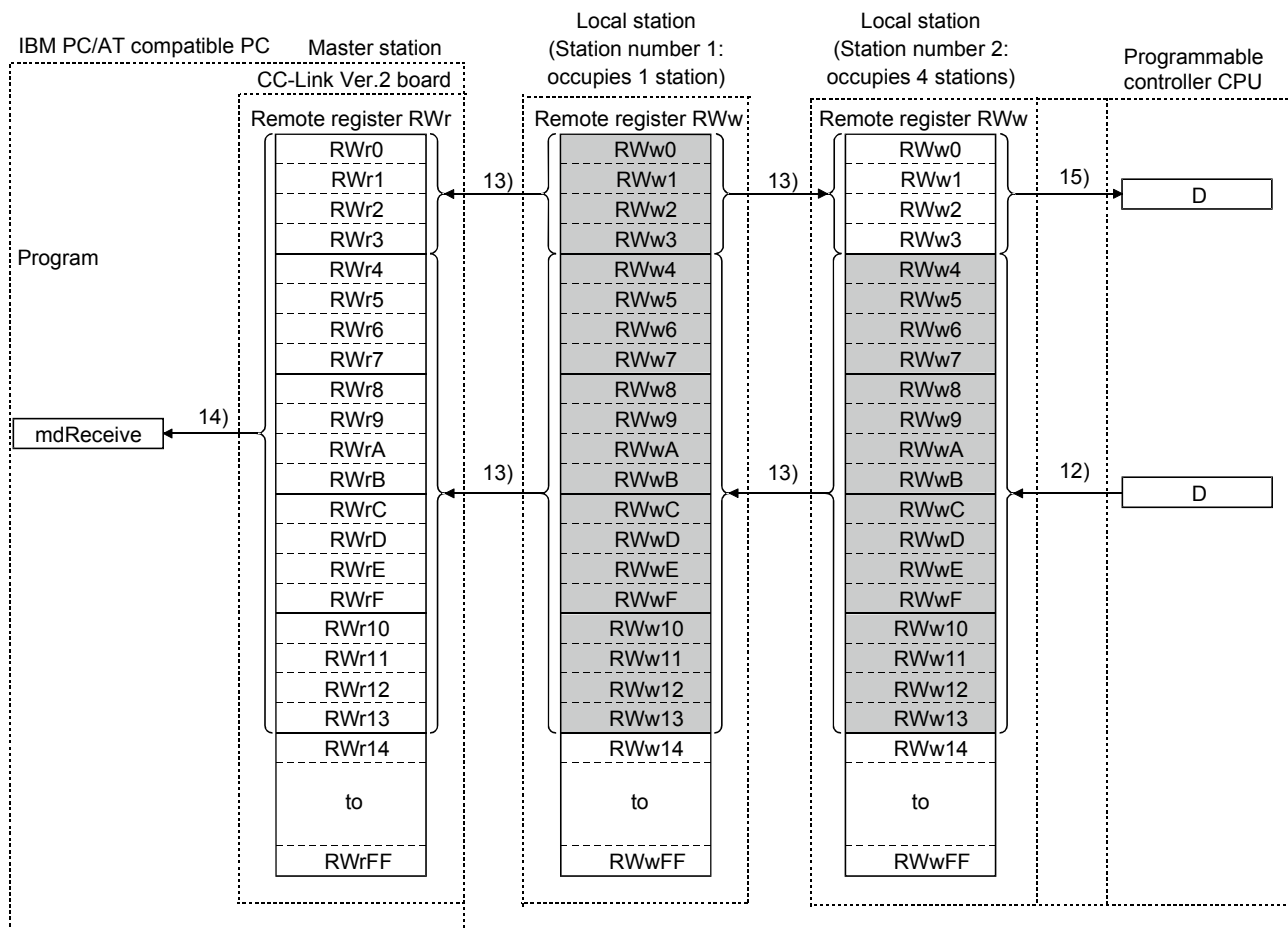 IBM PC/AT compatible PC
Master station
CC-Link Ver.2 board
Local station
(Station number 1:
occupies 1 station)
Local station
(Station number 2:
occupies 4 stations)
Programmable
controller CPU
Remote register RWr
Remote register RWw
Remote register RWw
RWr0
RWw0
RWw0
RWr1
13)
RWw1
13)
RWw1
15)
RWr2
RWw2
RWw2
D
RWr3
RWw3
RWw3
Program
RWr4
RWw4
RWw4
RWr5
RWw5
RWw5
RWr6
RWw6
RWw6
RWr7
RWw7
RWw7
RWr8
RWw8
RWw8
14)
RWr9
RWw9
RWw9
mdReceive
RWrA
RWwA
RWwA
RWrB
13)
RWwB
13)
RWwB
12)
RWrC
RWwC
RWwC
D
RWrD
RWwD
RWwD
RWrE
RWwE
RWwE
RWrF
RWwF
RWwF
RWr10
RWw10
RWw10
RWr11
RWw11
RWw11
RWr12
RWw12
RWw12
RWr13
RWw13
RWw13
RWr14
RWw14
RWw14
to
to
to
RWrFF
RWwFF
RWwFF